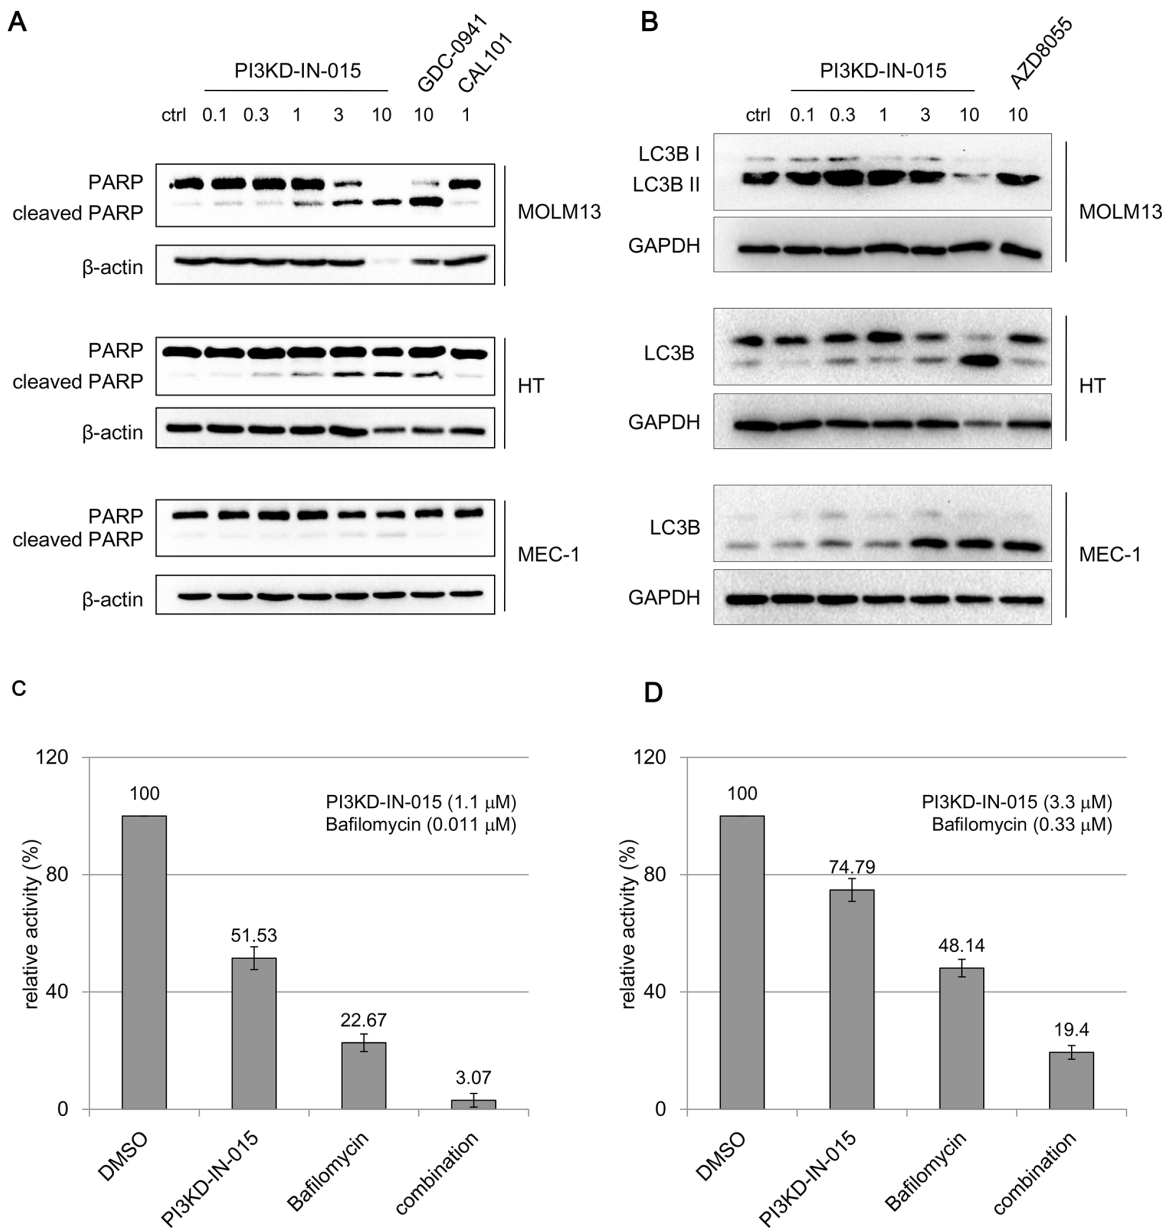 A
PI3KD-IN-015
GDC-0941
CAL101
ctrl 0.1 0.3 1 3 10 10 1
PARP
cleaved PARP
β-actin
MOLM13
PARP
cleaved PARP
β-actin
HT
PARP
cleaved PARP
β-actin
MEC-1
B
PI3KD-IN-015
AZD8055
ctrl 0.1 0.3 1 3 10 10
LC3B I
LC3B II
GAPDH
MOLM13
LC3B
GAPDH
HT
LC3B
GAPDH
MEC-1
C
relative activity (%)
120
80
40
0
PI3KD-IN-015 (1.1 μM)
Bafilomycin (0.011 μM)
100
51.53
22.67
3.07
DMSO
PI3KD-IN-015
Bafilomycin
combination
D
relative activity (%)
120
80
40
0
PI3KD-IN-015 (3.3 μM)
Bafilomycin (0.33 μM)
100
74.79
48.14
19.4
DMSO
PI3KD-IN-015
Bafilomycin
combination